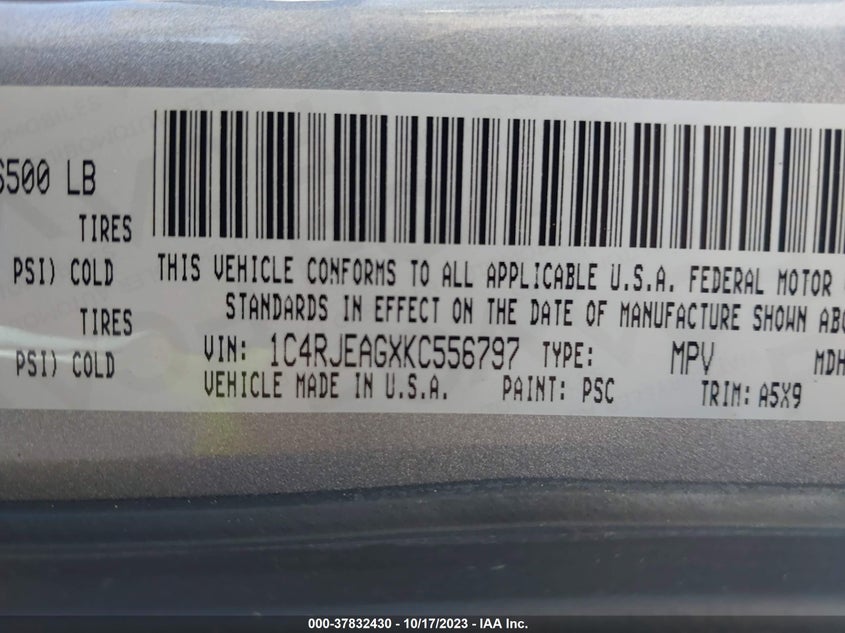 6500 LB
TIRES
PSI) COLD
TIRES
PSI) COLD
THIS VEHICLE CONFORMS TO ALL APPLICABLE U.S.A. FEDERAL MOTOR
STANDARDS IN EFFECT ON THE DATE OF MANUFACTURE SHOWN ABO
VIN: 1C4RJEAGXKC556797 TYPE: MPV MDH
VEHICLE MADE IN U.S.A. PAINT: PSC TRIM: A5X9
000-37832430 - 10/17/2023 - IAA Inc.